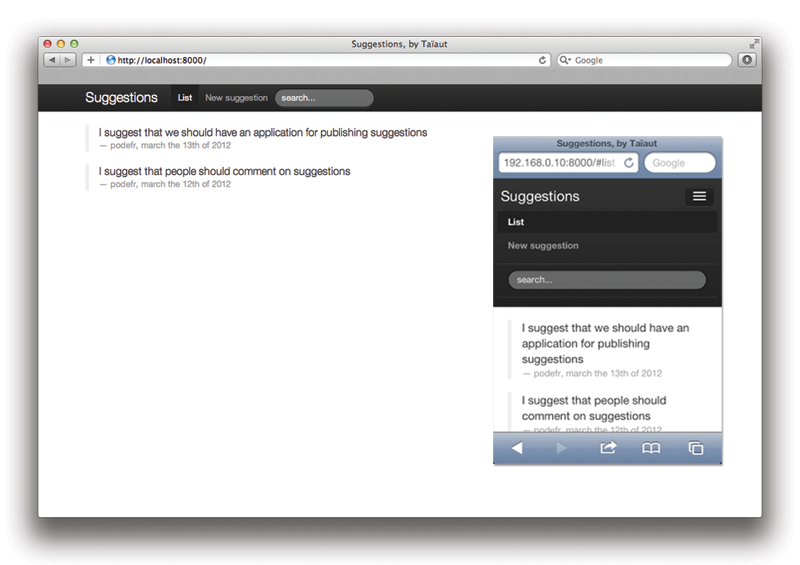 Suggestions, by Taïaut
http://localhost:8000/
Google
Suggestions List New suggestion search...
I suggest that we should have an application for publishing suggestions
— podefr, march the 13th of 2012
I suggest that people should comment on suggestions
— podefr, march the 12th of 2012
Suggestions, by Taïaut
192.168.0.10:8000/#list
Google
Suggestions
List
New suggestion
search...
I suggest that we should have an
application for publishing
suggestions
— podefr, march the 13th of 2012
I suggest that people should
comment on suggestions
— podefr, march the 12th of 2012